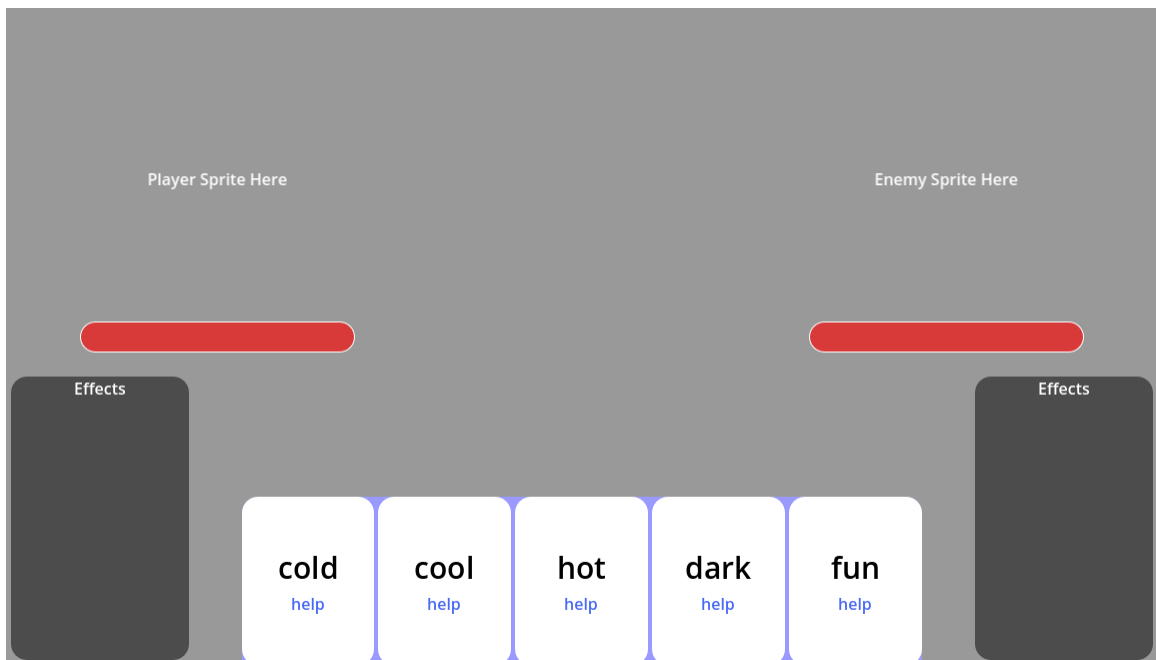 Player Sprite Here
Enemy Sprite Here
Effects
Effects
cold
help
cool
help
hot
help
dark
help
fun
help